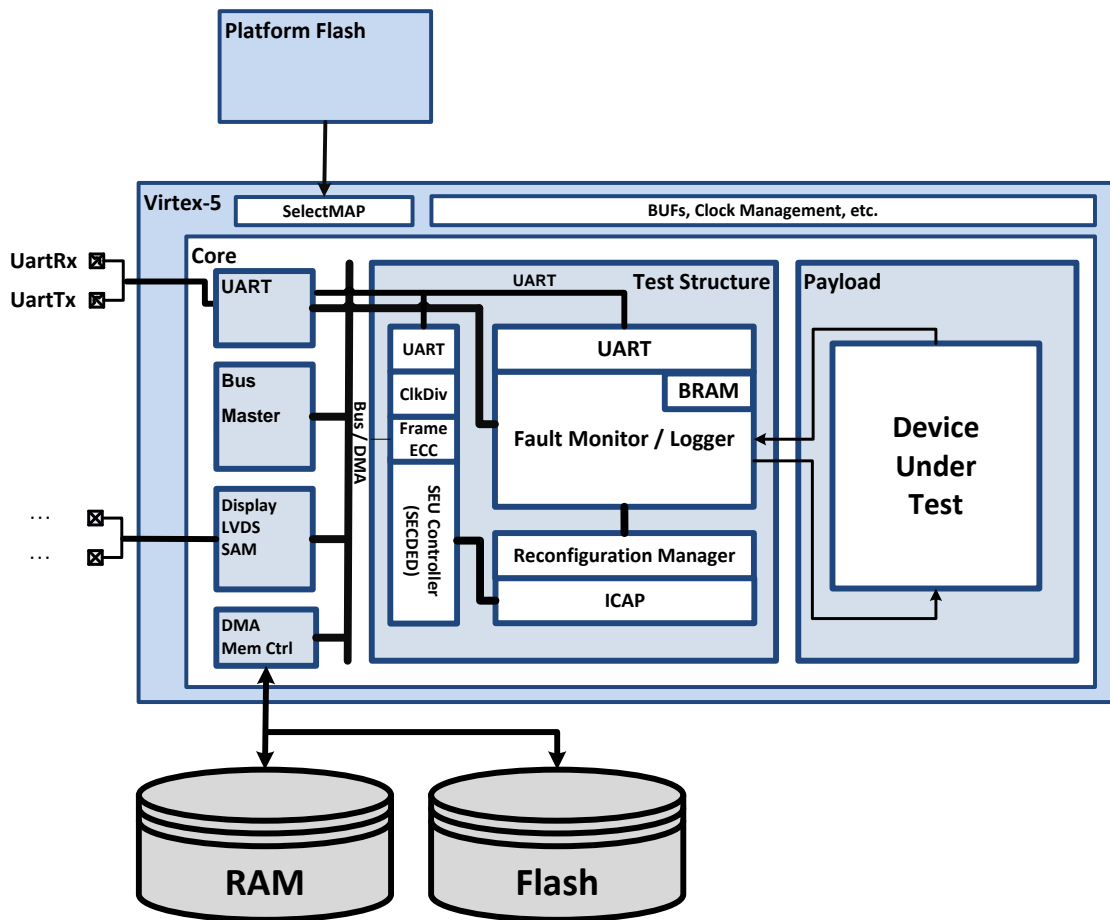 Platform Flash
Virtex-5
SelectMAP
BUFs, Clock Management, etc.
UartRx
UartTx
Core
UART
Bus
Master
Display
LVDS
SAM
...
...
DMA
Mem Ctrl
Bus / DMA
UART
Test Structure
UART
ClkDiv
Frame
ECC
SEU Controller
(SECDED)
UART
BRAM
Fault Monitor / Logger
Reconfiguration Manager
ICAP
Payload
Device
Under
Test
RAM
Flash